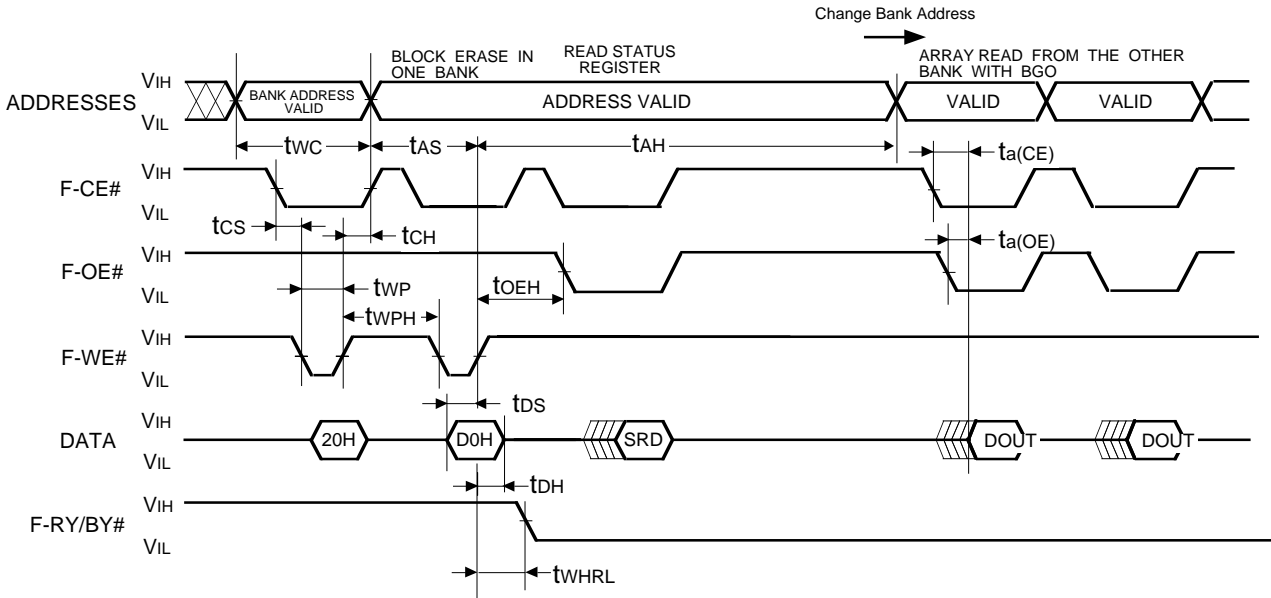 Change Bank Address
BLOCK ERASE IN
ONE BANK
READ STATUS
REGISTER
ARRAY READ FROM THE OTHER
BANK WITH BGO
ADDRESSES
VIH
VIL
BANK ADDRESS
VALID
ADDRESS VALID
VALID
VALID
tWC
tAS
tAH
ta(CE)
F-CE#
VIH
VIL
tCS
tCH
ta(OE)
F-OE#
VIH
VIL
tWP
tOEH
tWPH
F-WE#
VIH
VIL
tDS
DATA
VIH
VIL
20H
D0H
SRD
DOUT
DOUT
tDH
F-RY/BY#
VIH
VIL
tWHRL